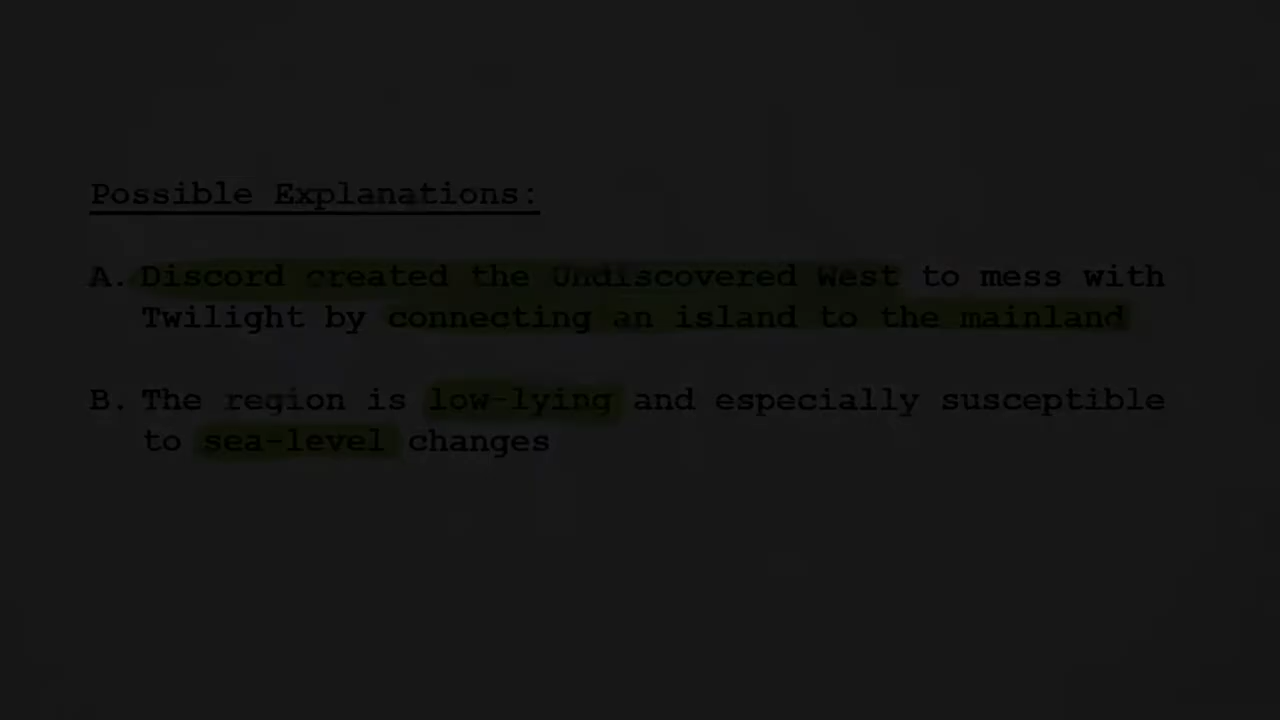 Possible Explanations:
A. Discord created the Undiscovered West to mess with
Twilight by connecting an island to the mainland
B. The region is low-lying and especially susceptible
to sea-level changes